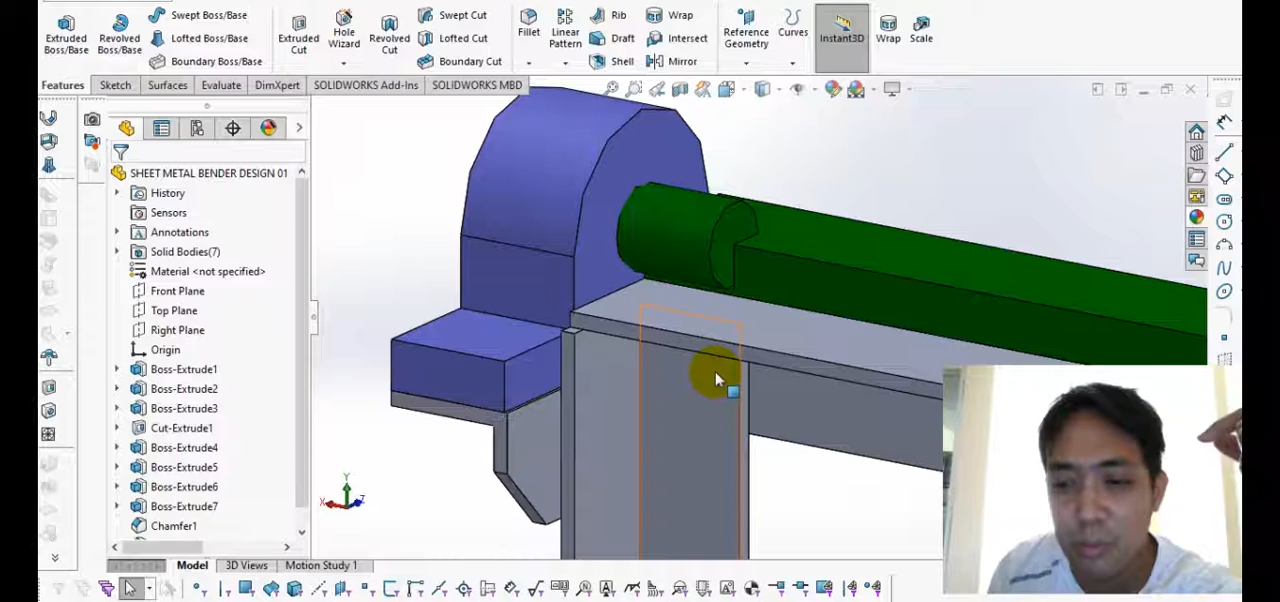 Extruded Boss/Base
Revolved Boss/Base
Swept Boss/Base
Lofted Boss/Base
Boundary Boss/Base
Extruded Cut
Hole Wizard
Revolved Cut
Swept Cut
Lofted Cut
Boundary Cut
Fillet
Linear Pattern
Rib
Draft
Shell
Wrap
Intersect
Mirror
Reference Geometry
Curves
Instant3D
Wrap
Scale
Features
Sketch
Surfaces
Evaluate
DimXpert
SOLIDWORKS Add-Ins
SOLIDWORKS MBD
SHEET METAL BENDER DESIGN 01
History
Sensors
Annotations
Solid Bodies(7)
Material <not specified>
Front Plane
Top Plane
Right Plane
Origin
Boss-Extrude1
Boss-Extrude2
Boss-Extrude3
Cut-Extrude1
Boss-Extrude4
Boss-Extrude5
Boss-Extrude6
Boss-Extrude7
Chamfer1
Y
X
Z
Model
3D Views
Motion Study 1